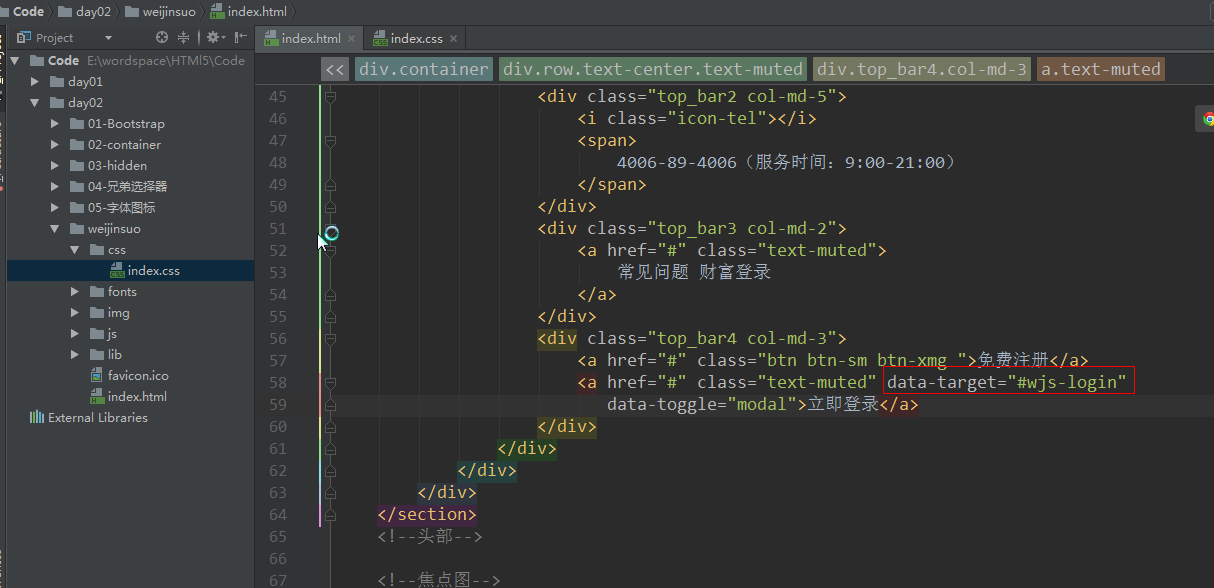 Code day02 weijinsuo index.html
Project
Code E:\wordspace\HTMl5\Code
day01
day02
01-Bootstrap
02-container
03-hidden
04-兄弟选择器
05-字体图标
weijinsuo
css
index.css
fonts
img
js
lib
favicon.ico
index.html
External Libraries
index.html × index.css ×
<< div.container div.row.text-center.text-muted div.top_bar4.col-md-3 a.text-muted
45 <div class="top_bar2 col-md-5">
46 <i class="icon-tel"></i>
47 <span>
48 4006-89-4006（服务时间：9:00-21:00）
49 </span>
50 </div>
51 <div class="top_bar3 col-md-2">
52 <a href="#" class="text-muted">
53 常见问题 财富登录
54 </a>
55 </div>
56 <div class="top_bar4 col-md-3">
57 <a href="#" class="btn btn-sm btn-xmg ">免费注册</a>
58 <a href="#" class="text-muted" data-target="#wjs-login"
59 data-toggle="modal">立即登录</a>
60 </div>
61 </div>
62 </div>
63 </div>
64 </section>
65 <!--头部-->
66
67 <!--焦点图-->